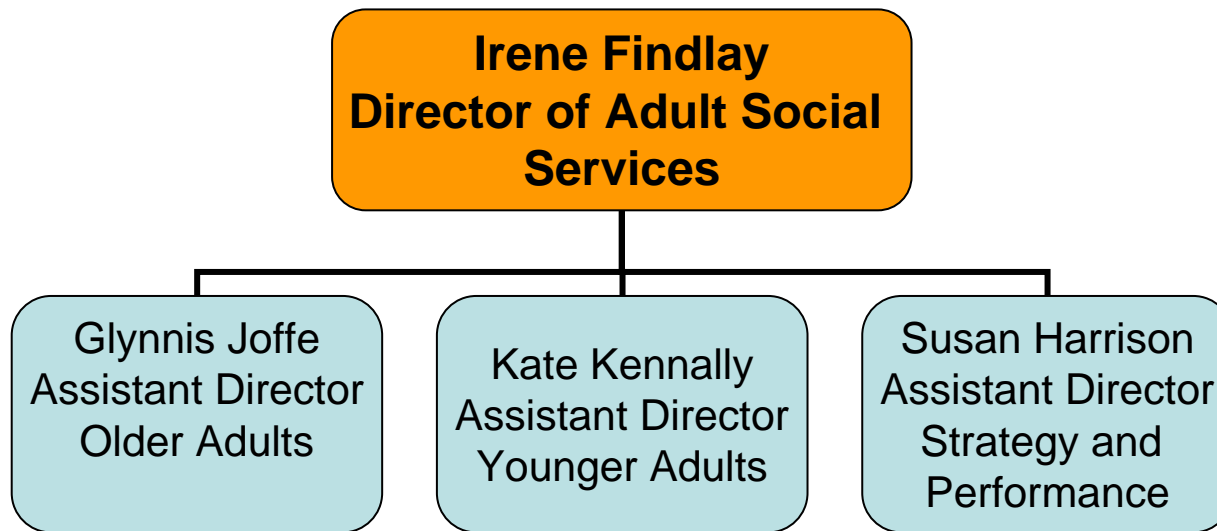 Irene Findlay
Director of Adult Social
Services
Glynnis Joffe
Assistant Director
Older Adults
Kate Kennally
Assistant Director
Younger Adults
Susan Harrison
Assistant Director
Strategy and
Performance